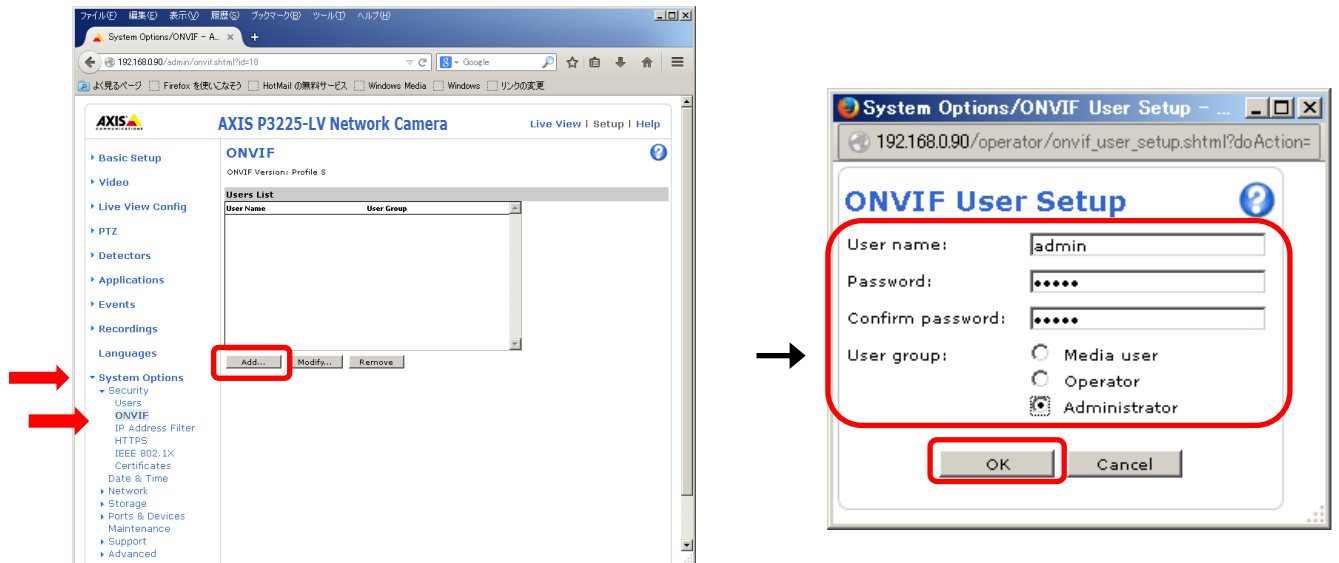 ファイル(F) 編集(E) 表示(V) 履歴(S) ブックマーク(B) ツール(T) ヘルプ(H)
System Options/ONVIF - A...
192.168.0.90/admin/onvif.shtml?id=18
Google
よく見るページ Firefox を使いこなそう HotMail の無料サービス Windows Media Windows リンクの変更
AXIS
COMMUNICATIONS
AXIS P3225-LV Network Camera
Live View | Setup | Help
Basic Setup
Video
Live View Config
PTZ
Detectors
Applications
Events
Recordings
Languages
System Options
Security
Users
ONVIF
IP Address Filter
HTTPS
IEEE 802.1X
Certificates
Date & Time
Network
Storage
Ports & Devices
Maintenance
Support
Advanced
ONVIF
ONVIF Version: Profile S
Users List
User Name User Group
Add... Modify... Remove
System Options/ONVIF User Setup - ...
192.168.0.90/operator/onvif_user_setup.shtml?doAction=
ONVIF User Setup
User name: admin
Password: •••••
Confirm password: •••••
User group: Media user
Operator
Administrator
OK Cancel